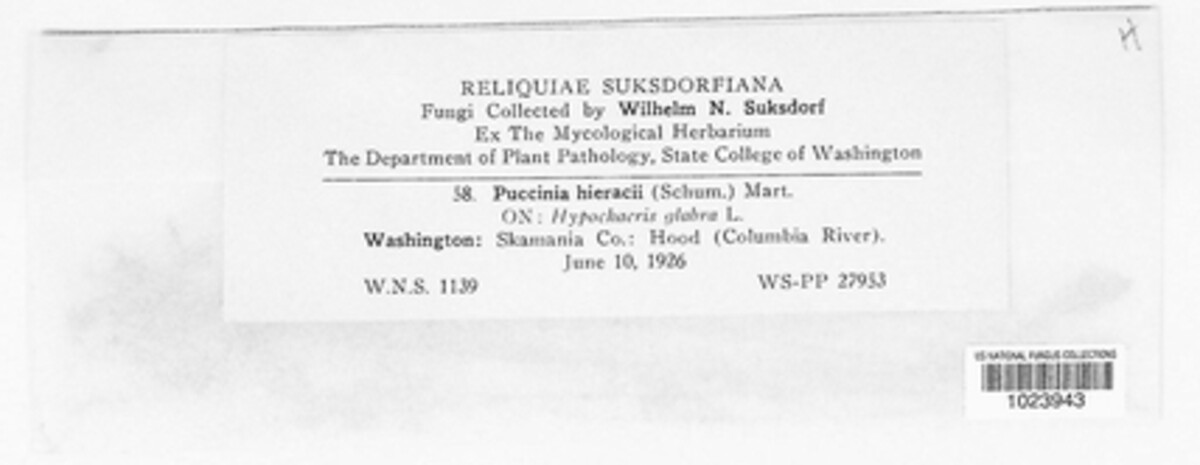 H
RELIQUIAE SUKSDORFIANA
Fungi Collected by Wilhelm N. Suksdorf
Ex The Mycological Herbarium
The Department of Plant Pathology, State College of Washington
58. Puccinia hieracii (Schum.) Mart.
ON: Hypochaeris glabra L.
Washington: Skamania Co.: Hood (Columbia River).
June 10, 1926
W.N.S. 1139 WS-PP 27953
US NATIONAL FUNGUS COLLECTIONS
1023943